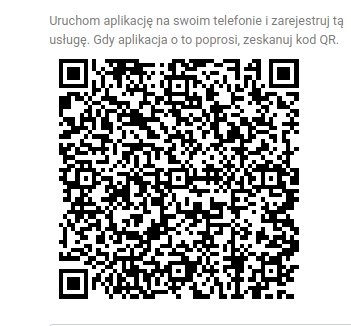 Uruchom aplikację na swoim telefonie i zarejestruj tą
usługę. Gdy aplikacja o to poprosi, zeskanuj kod QR.